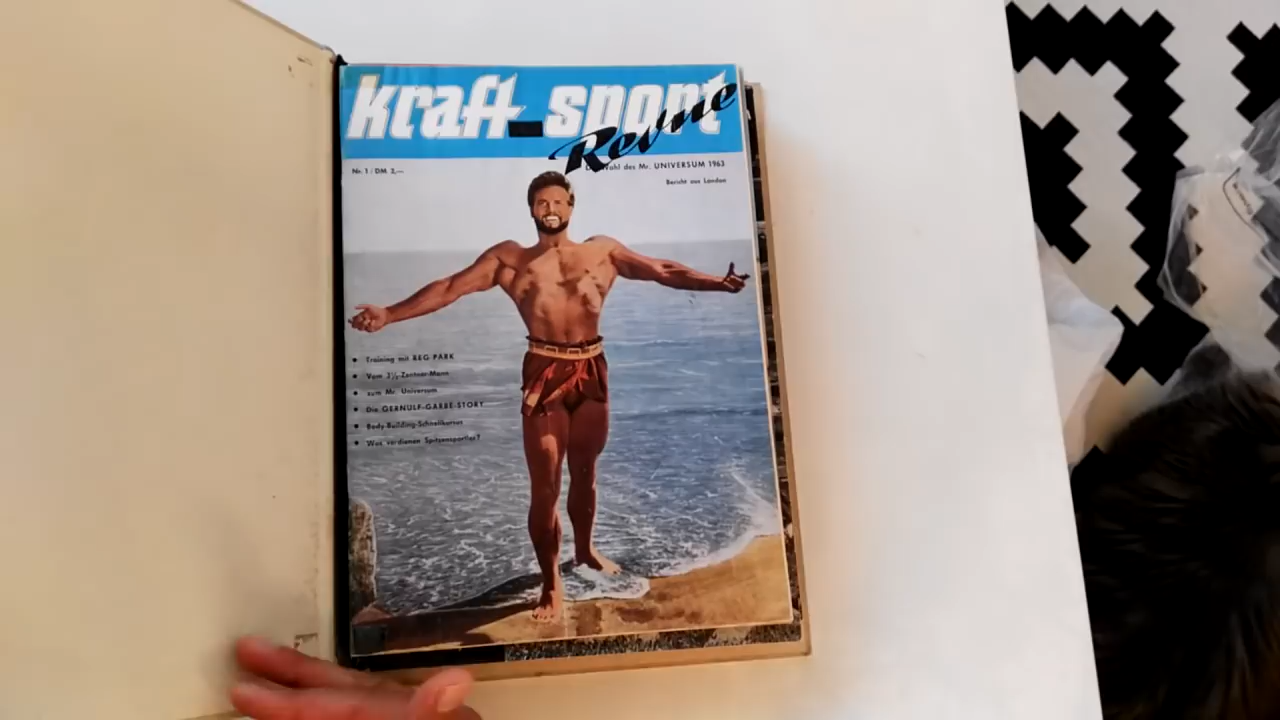 kraft-sport
Revue
Nr. 1 / DM. 2,—
Wahl des Mr. UNIVERSUM 1963
Bericht aus London
• Training mit REG PARK
• Vom 3½-Zentner-Mann
• zum Mr. Universum
• Die GERNULF-GARBE-STORY
• Body-Building-Schnellkursus
• Was verdienen Spitzensportler?